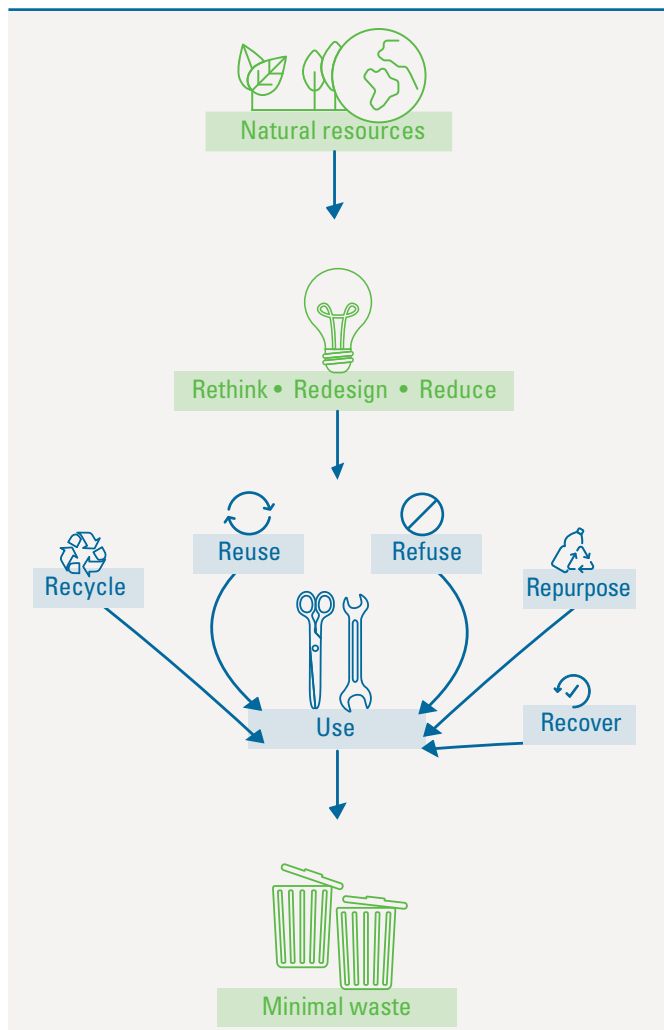 Natural resources
Rethink • Redesign • Reduce
Reuse
Refuse
Recycle
Repurpose
Recover
Use
Minimal waste